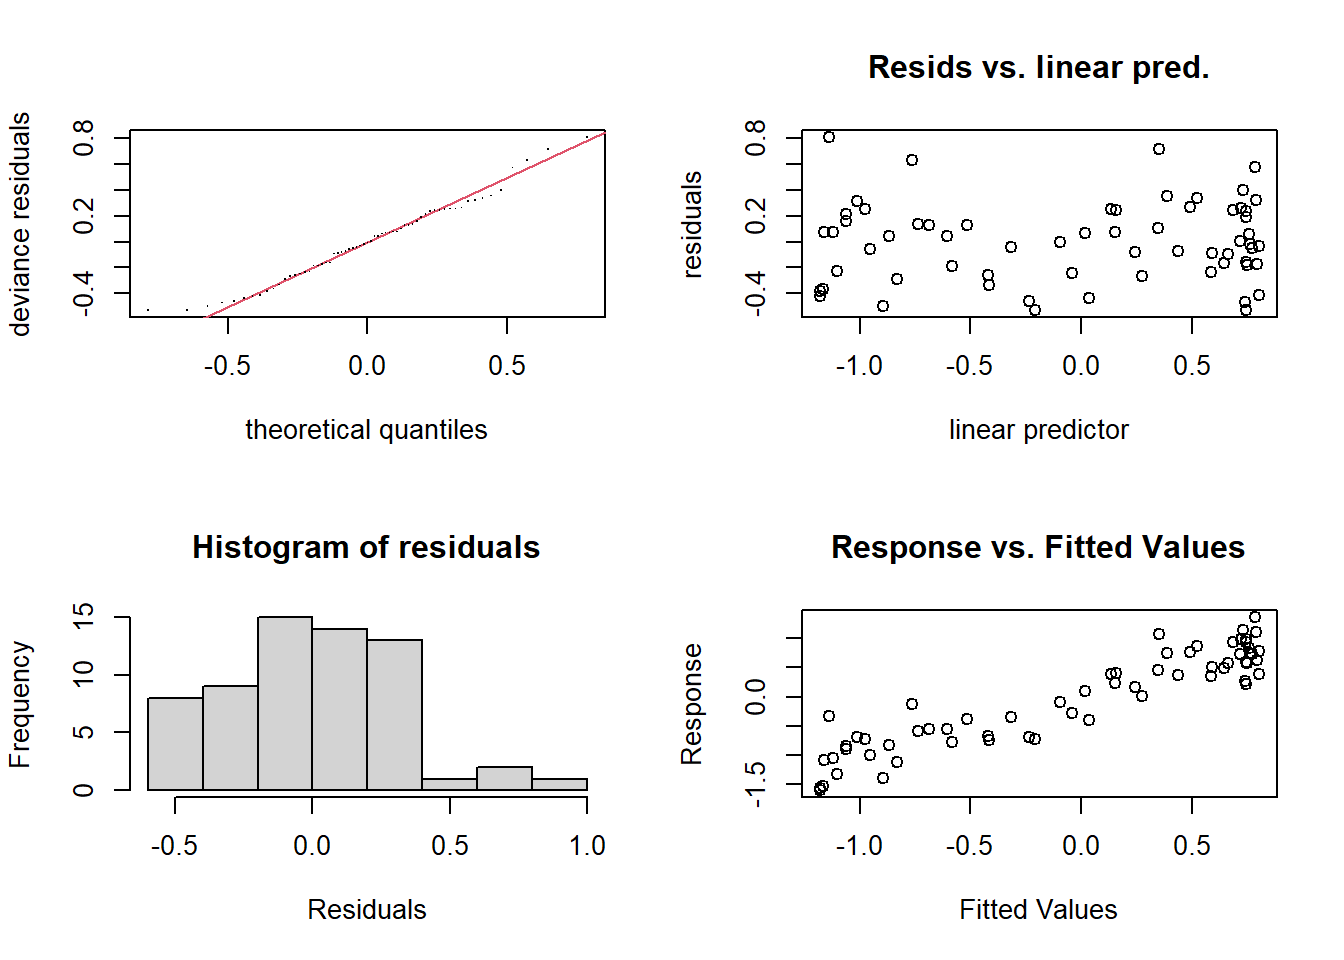 deviance residuals
0.8
0.2
-0.4
-0.5
0.0
0.5
theoretical quantiles
Resids vs. linear pred.
residuals
0.8
0.2
-0.4
-1.0
-0.5
0.0
0.5
linear predictor
Histogram of residuals
Frequency
15
10
5
0
-0.5
0.0
0.5
1.0
Residuals
Response vs. Fitted Values
Response
0.0
-1.5
-1.0
-0.5
0.0
0.5
Fitted Values